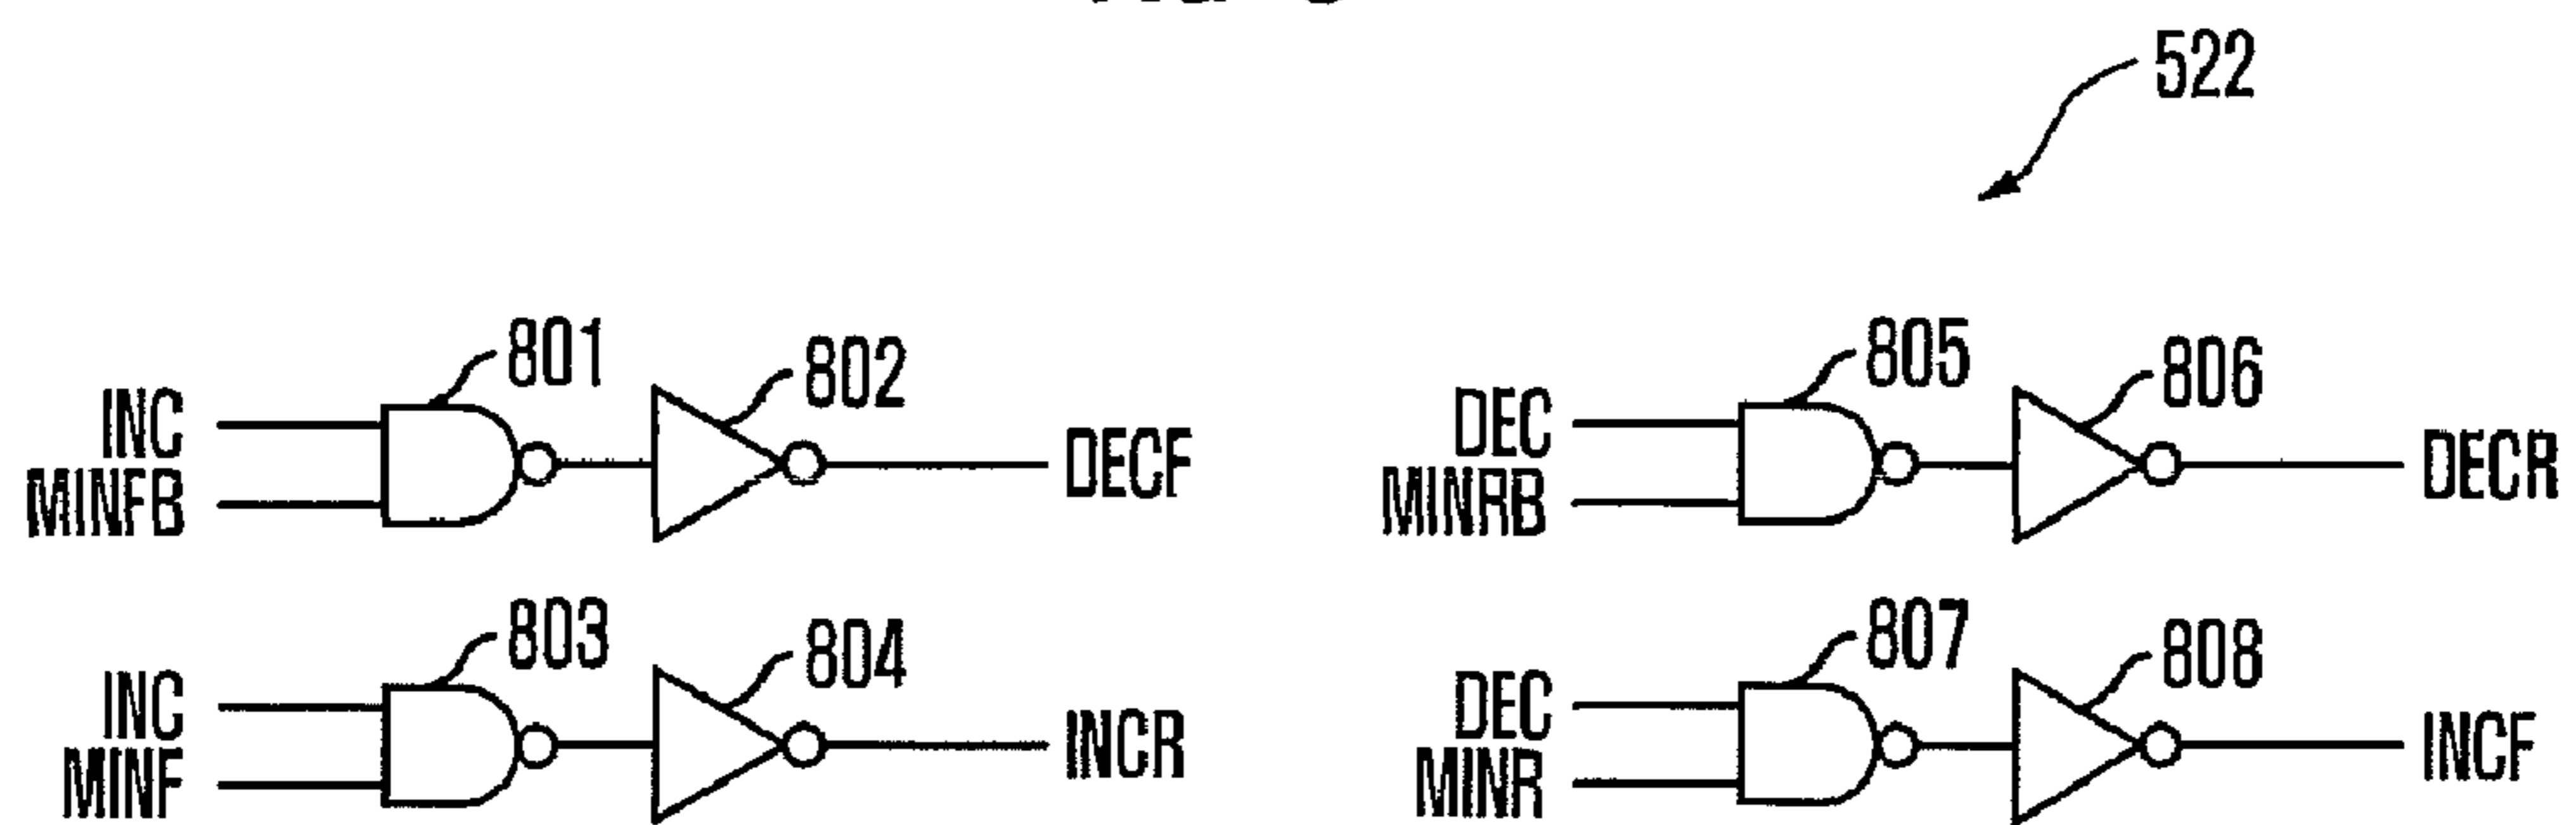 522
801
802
INC
MINFB
DECF
803
804
INC
MINF
INCR
805
806
DEC
MINRB
DECR
807
808
DEC
MINR
INCF